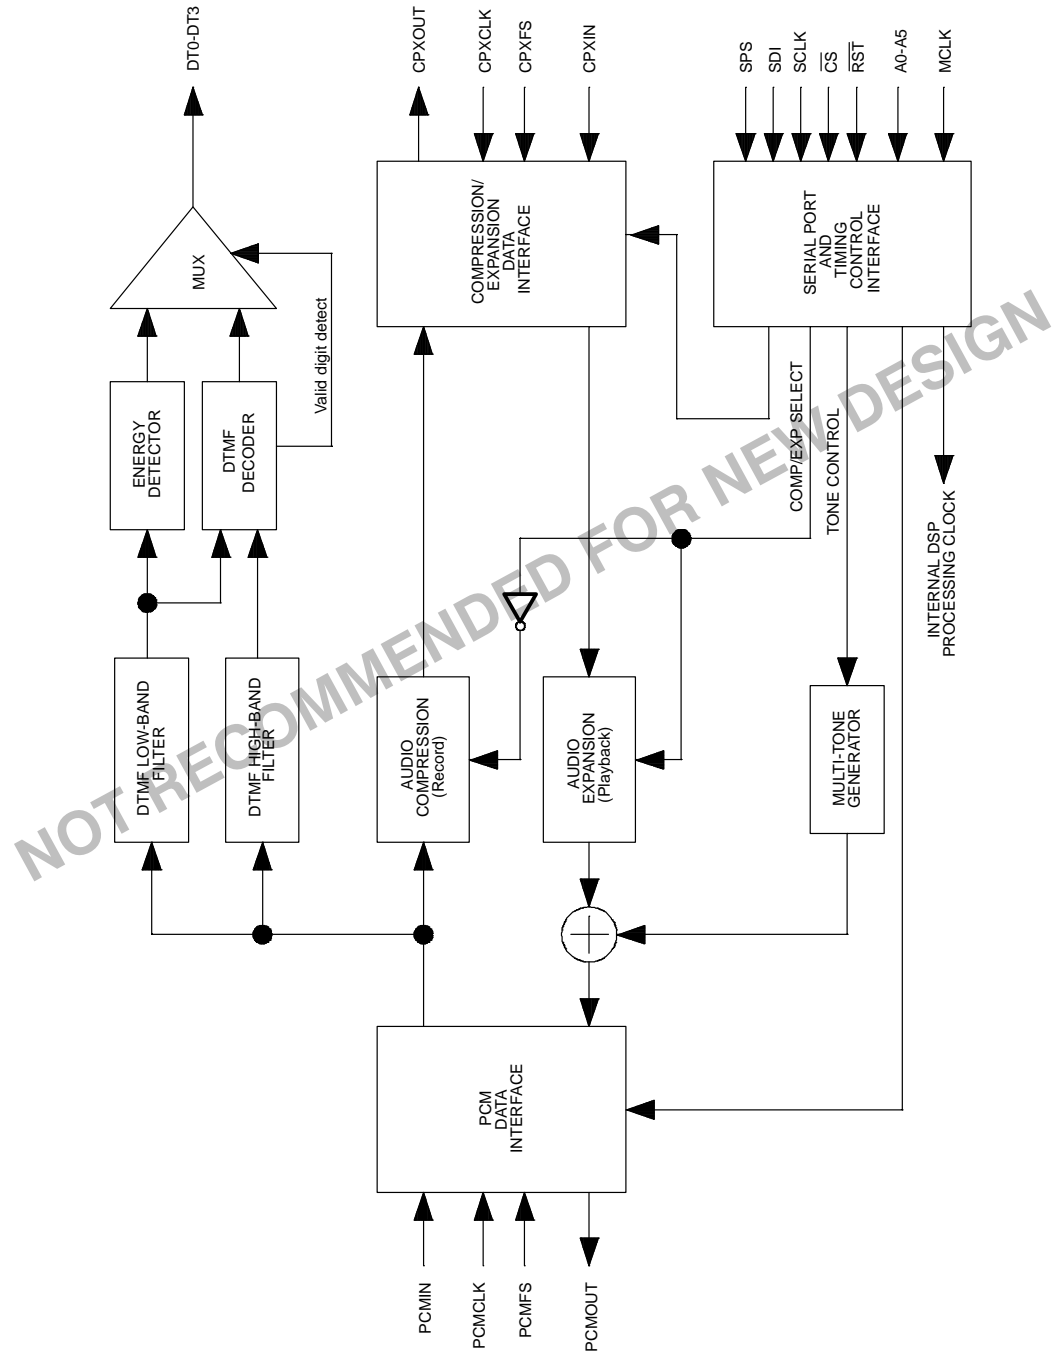 DT0-DT3
CPXOUT
CPXCLK
CPXFS
CPXIN
SPS
SDI
SCLK
CS
RST
A0-A5
MCLK
MUX
COMPRESSION/
EXPANSION
DATA
INTERFACE
SERIAL PORT
AND
TIMING
CONTROL
INTERFACE
Valid digit detect
ENERGY
DETECTOR
DTMF
DECODER
COMP/EXP SELECT
TONE CONTROL
INTERNAL DSP
PROCESSING CLOCK
DTMF LOW-BAND
FILTER
DTMF HIGH-BAND
FILTER
AUDIO
COMPRESSION
(Record)
AUDIO
EXPANSION
(Playback)
MULTI-TONE
GENERATOR
PCM
DATA
INTERFACE
PCMIN
PCMCLK
PCMFS
PCMOUT
NOT RECOMMENDED FOR NEW DESIGN